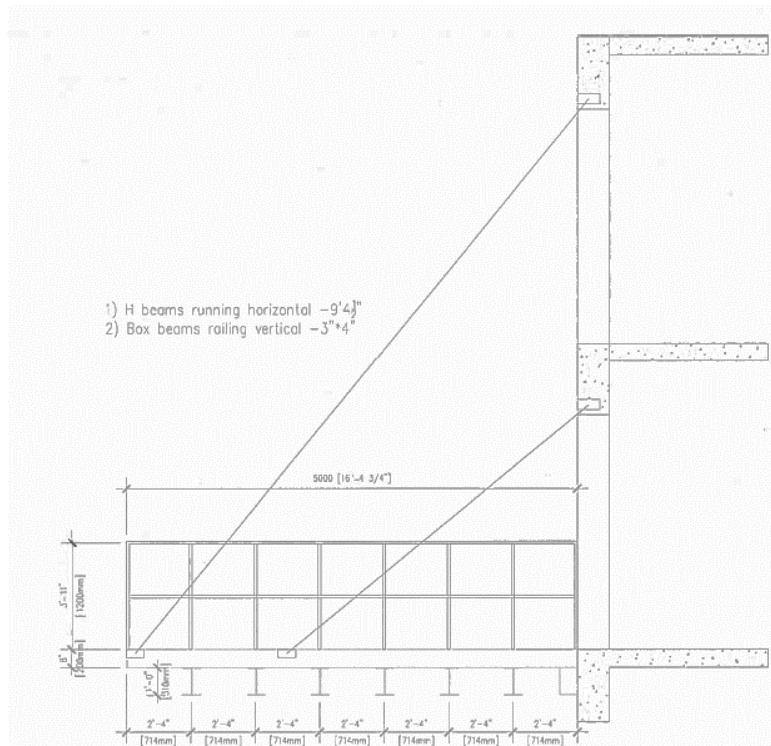 1) H beams running horizontal -9'4½"
2) Box beams railing vertical -3"*4"
5000 [16'-4 3/4"]
3'-11"
[1200mm]
8"
[200mm]
1'-0"
[310mm]
2'-4" 2'-4" 2'-4" 2'-4" 2'-4" 2'-4" 2'-4"
[714mm] [714mm] [714mm] [714mm] [714mm] [714mm] [714mm]